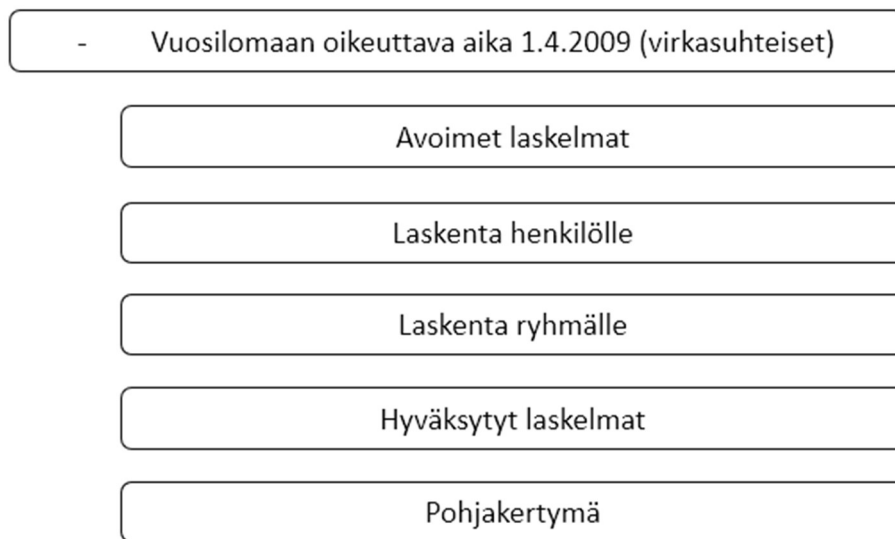 - Vuosilomaan oikeuttava aika 1.4.2009 (virkasuhteiset)
Avoimet laskelmat
Laskenta henkilölle
Laskenta ryhmälle
Hyväksytyt laskelmat
Pohjakertymä